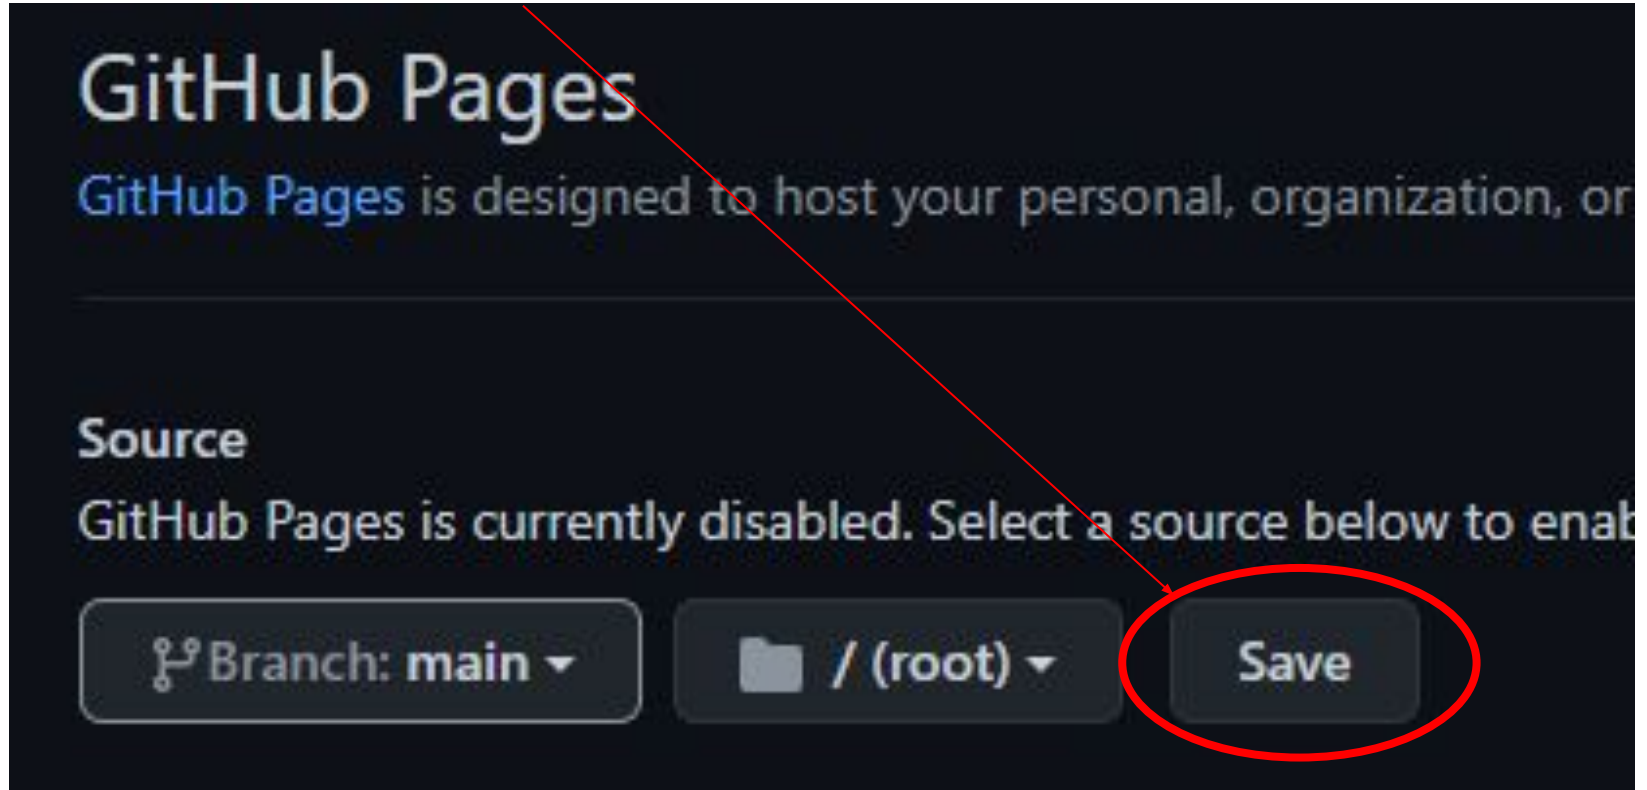 GitHub Pages
GitHub Pages is designed to host your personal, organization, or
Source
GitHub Pages is currently disabled. Select a source below to enab
Branch: main
/ (root)
Save